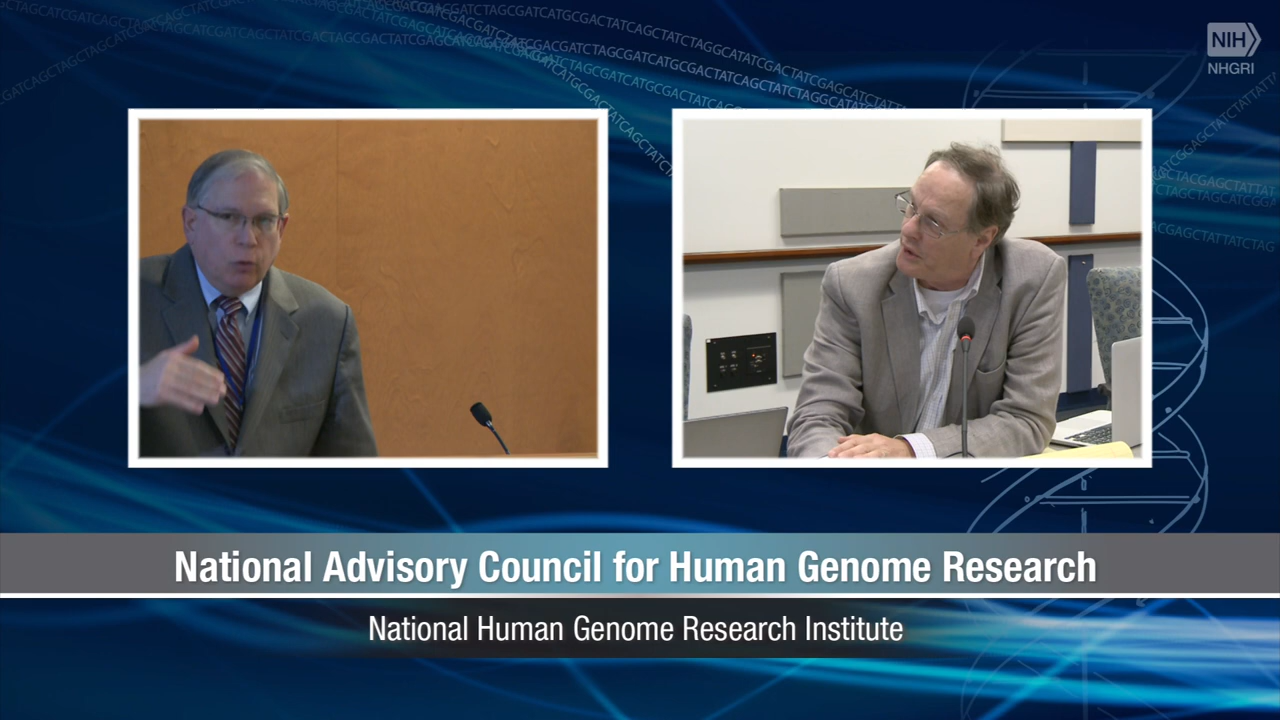 NIH
NHGRI
National Advisory Council for Human Genome Research
National Human Genome Research Institute